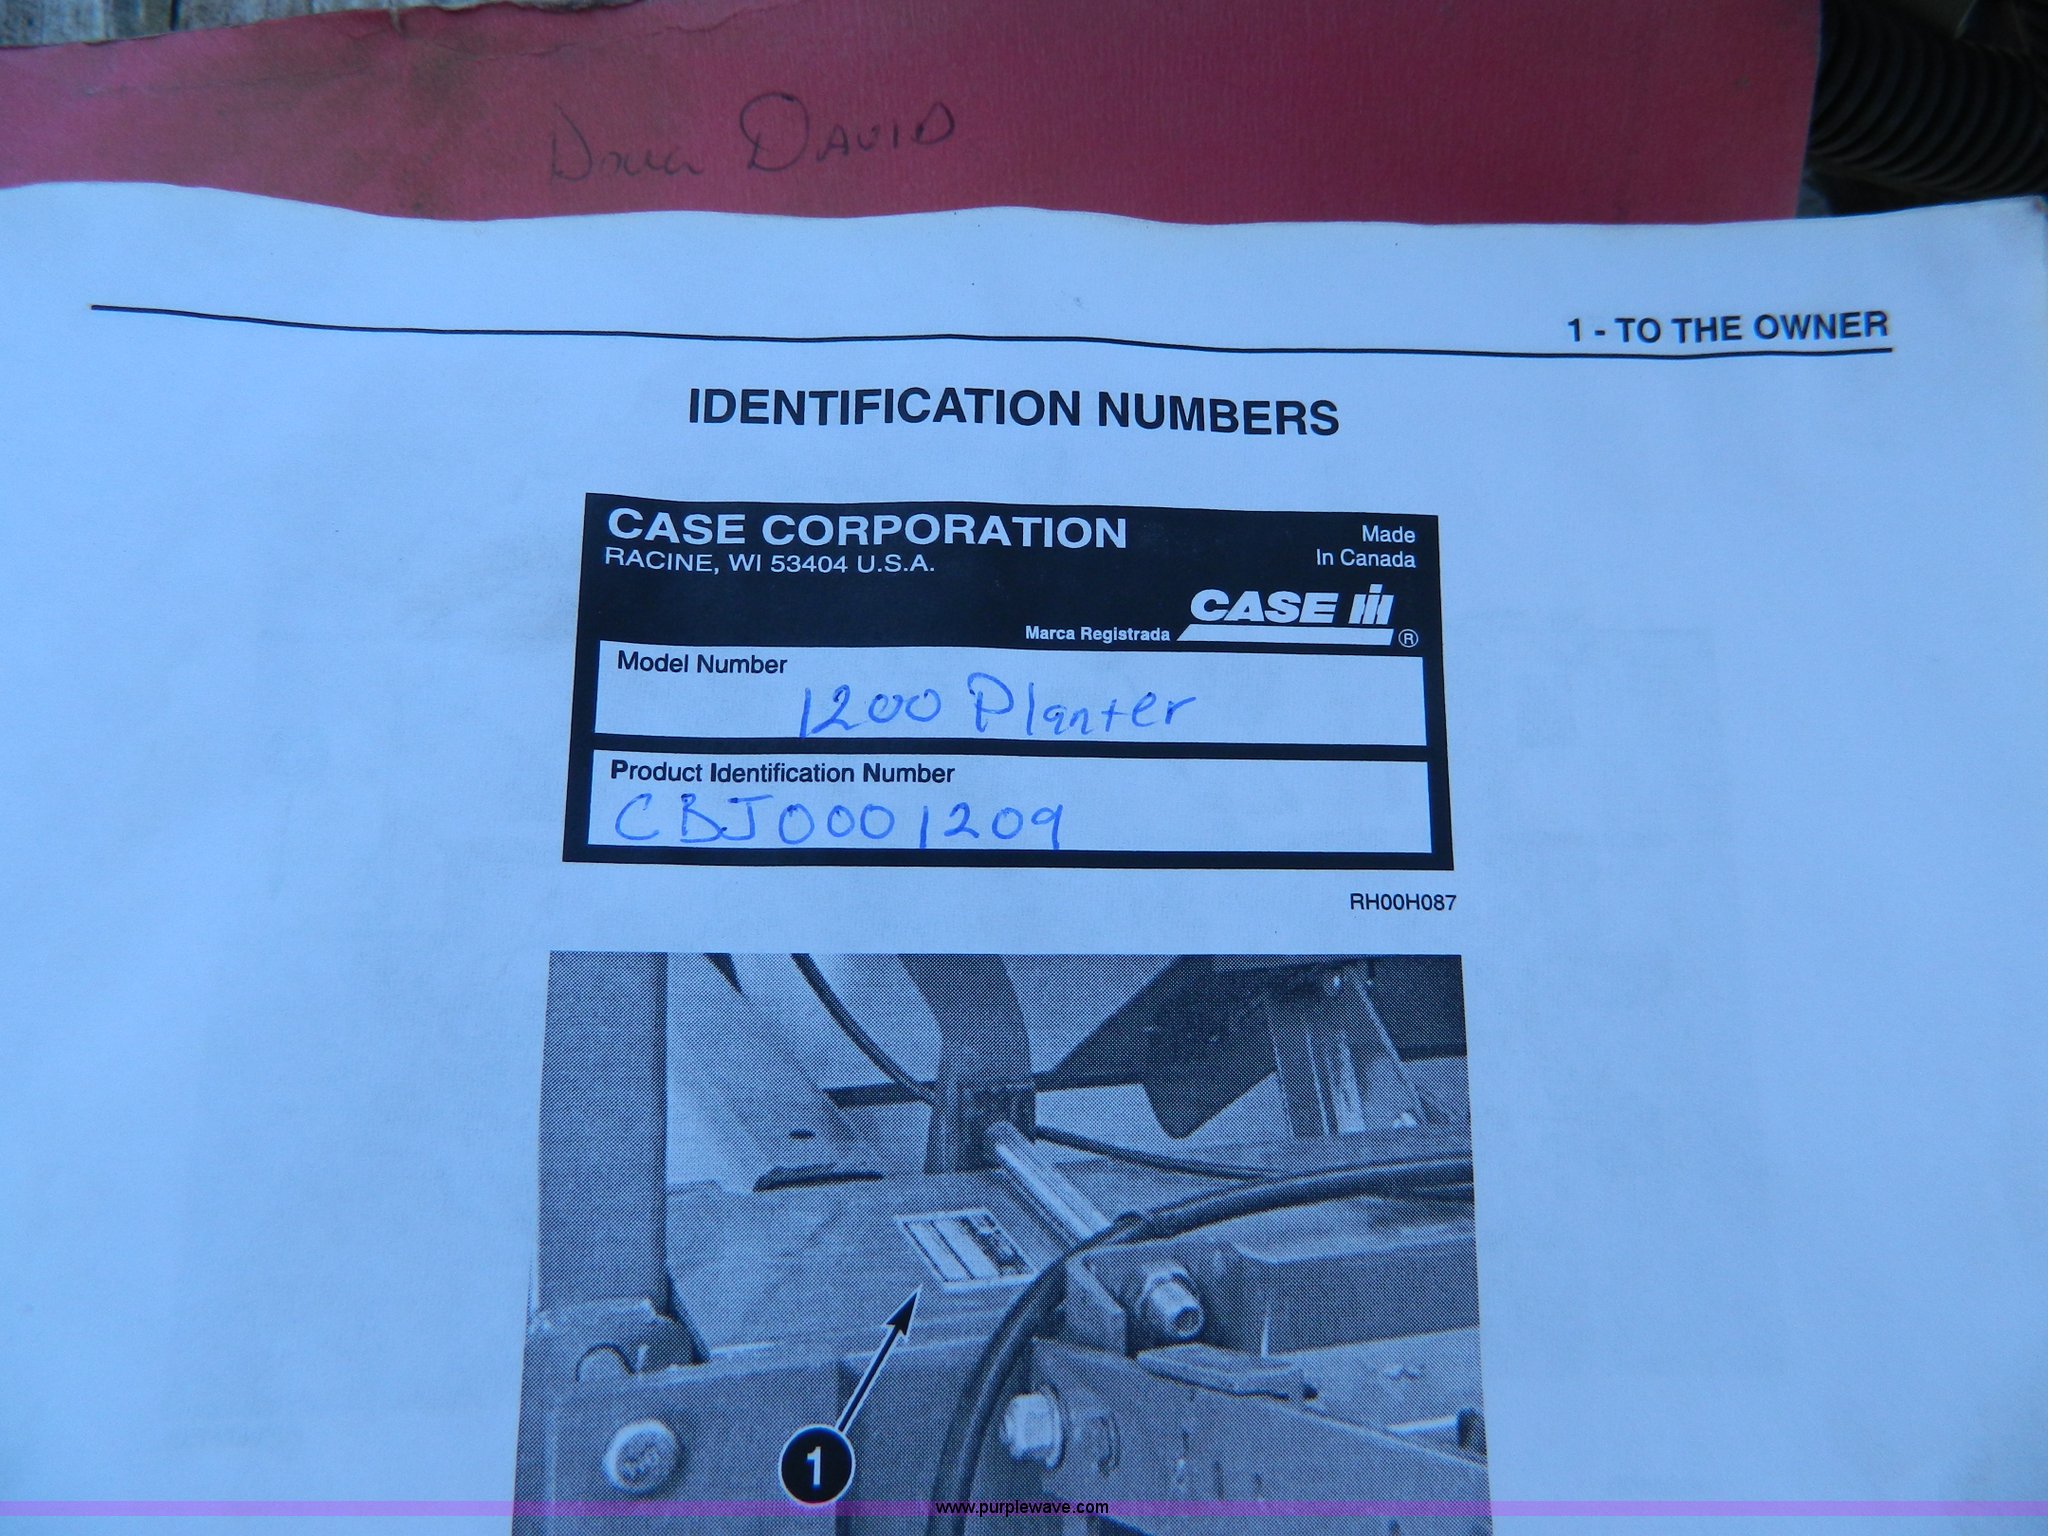 DAVID
1 - TO THE OWNER
IDENTIFICATION NUMBERS
CASE CORPORATION
RACINE, WI 53404 U.S.A.
Made
In Canada
CASE IH
Marca Registrada ®
Model Number
1200 Planter
Product Identification Number
CBJ0001209
RH00H087
1
www.purplewave.com